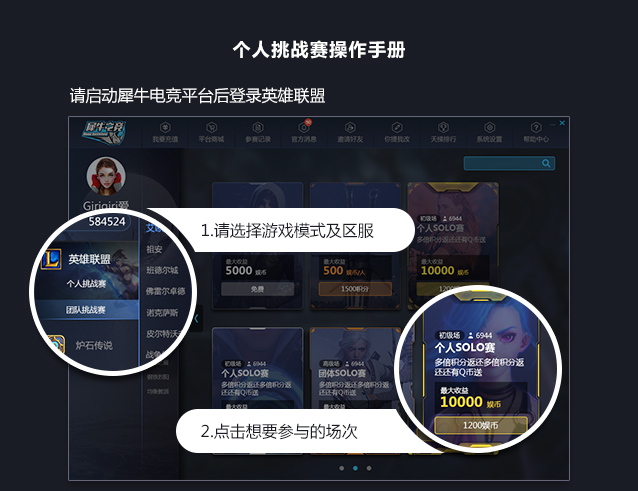 个人挑战赛操作手册
请启动犀牛电竞平台后登录英雄联盟
犀牛电竞
我要充值
平台商城
参赛记录
官方消息
邀请好友
你提我改
天梯排行
系统设置
帮助中心
Girigiri爱
584524
1.请选择游戏模式及区服
英雄联盟
个人挑战赛
团队挑战赛
炉石传说
祖安
班德尔城
佛雷尔卓德
诺克萨斯
皮尔特沃
战争
钢铁烈阳
均衡教派
最大收益
5000 娱币
免费
最大收益
500 娱币/人
1500积分
初级场 6944
个人SOLO赛
多倍积分返还还有Q币送
最大收益
10000 娱币
1200
初级场 6944
个人SOLO赛
多倍积分返还多倍积分返
还还有Q币送
最大收益
高级场 6944
团体SOLO赛
多倍积分返还多倍积分返
还还有Q币送
最大收益
初级场 6944
个人SOLO赛
多倍积分返还多倍积分返
还还有Q币送
最大收益
10000 娱币
1200娱币
2.点击想要参与的场次